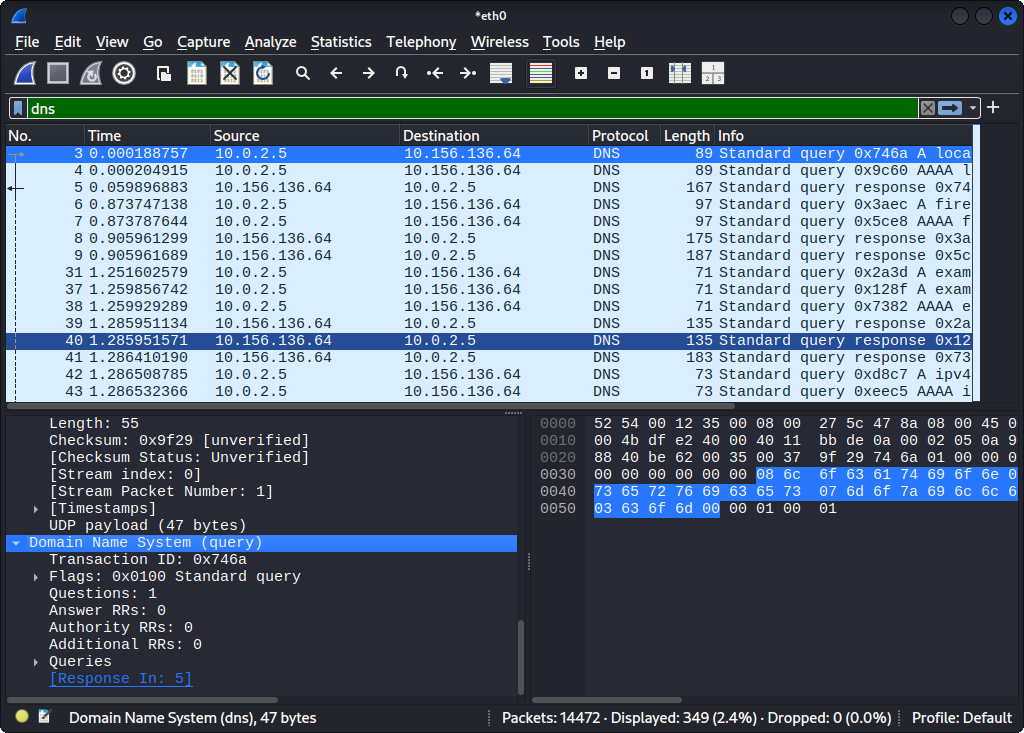 *eth0
File Edit View Go Capture Analyze Statistics Telephony Wireless Tools Help
dns
No. Time Source Destination Protocol Length Info
3 0.000188757 10.0.2.5 10.156.136.64 DNS 89 Standard query 0x746a A loca
4 0.000204915 10.0.2.5 10.156.136.64 DNS 89 Standard query 0x9c60 AAAA l
5 0.059896883 10.156.136.64 10.0.2.5 DNS 167 Standard query response 0x74
6 0.873747138 10.0.2.5 10.156.136.64 DNS 97 Standard query 0x3aec A fire
7 0.873787644 10.0.2.5 10.156.136.64 DNS 97 Standard query 0x5ce8 AAAA f
8 0.905961299 10.156.136.64 10.0.2.5 DNS 175 Standard query response 0x3a
9 0.905961689 10.156.136.64 10.0.2.5 DNS 187 Standard query response 0x5c
31 1.251602579 10.0.2.5 10.156.136.64 DNS 71 Standard query 0x2a3d A exam
37 1.259856742 10.0.2.5 10.156.136.64 DNS 71 Standard query 0x128f A exam
38 1.259929289 10.0.2.5 10.156.136.64 DNS 71 Standard query 0x7382 AAAA e
39 1.285951134 10.156.136.64 10.0.2.5 DNS 135 Standard query response 0x2a
40 1.285951571 10.156.136.64 10.0.2.5 DNS 135 Standard query response 0x12
41 1.286410190 10.156.136.64 10.0.2.5 DNS 183 Standard query response 0x73
42 1.286508785 10.0.2.5 10.156.136.64 DNS 73 Standard query 0xd8c7 A ipv4
43 1.286532366 10.0.2.5 10.156.136.64 DNS 73 Standard query 0xeec5 AAAA i
Length: 55
Checksum: 0x9f29 [unverified]
[Checksum Status: Unverified]
[Stream index: 0]
[Stream Packet Number: 1]
[Timestamps]
UDP payload (47 bytes)
Domain Name System (query)
Transaction ID: 0x746a
Flags: 0x0100 Standard query
Questions: 1
Answer RRs: 0
Authority RRs: 0
Additional RRs: 0
Queries
[Response In: 5]
0000 52 54 00 12 35 00 08 00 27 5c 47 8a 08 00 45 0
0010 00 4b df e2 40 00 40 11 bb de 0a 00 02 05 0a 9
0020 88 40 be 62 00 35 00 37 9f 29 74 6a 01 00 00 0
0030 00 00 00 00 00 00 08 6c 6f 63 61 74 69 6f 6e 0
0040 73 65 72 76 69 63 65 73 07 6d 6f 7a 69 6c 6c 6
0050 03 63 6f 6d 00 00 01 00 01
Domain Name System (dns), 47 bytes
Packets: 14472 · Displayed: 349 (2.4%) · Dropped: 0 (0.0%)
Profile: Default